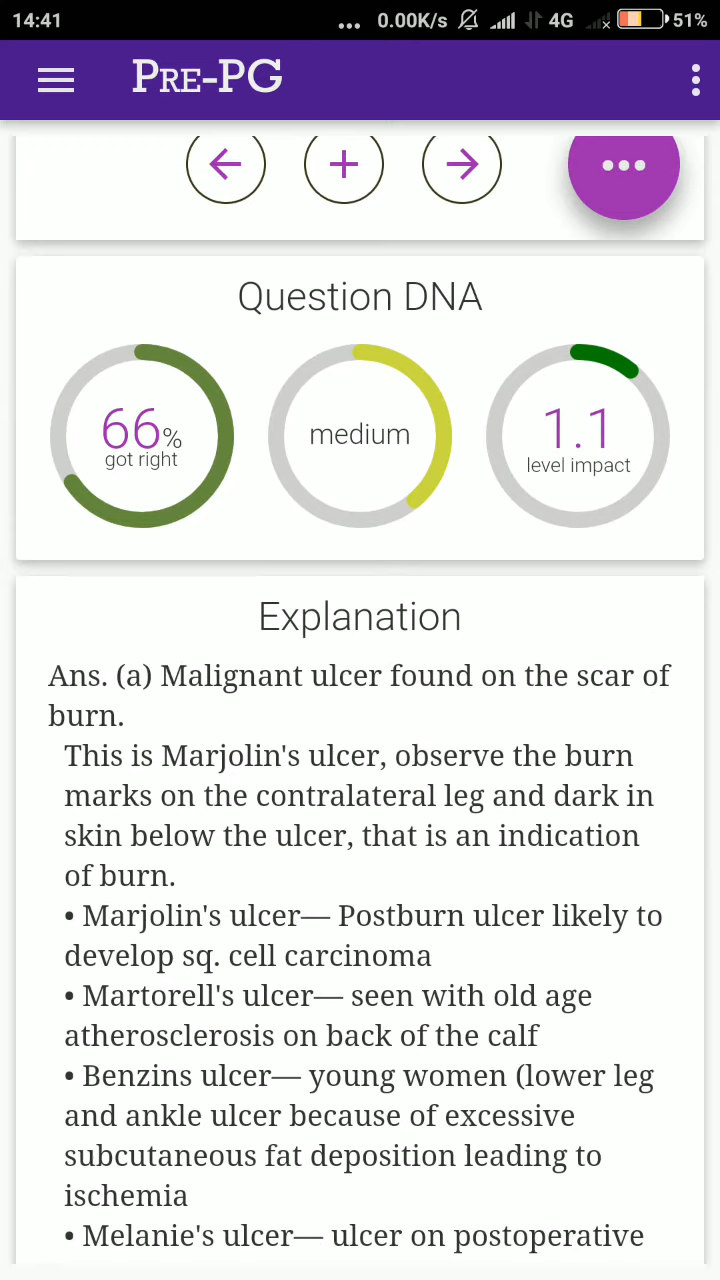 14:41 ... 0.00K/s 4G 51%
Pre-PG
Question DNA
66%
got right
medium
1.1
level impact
Explanation
Ans. (a) Malignant ulcer found on the scar of
burn.
This is Marjolin's ulcer, observe the burn
marks on the contralateral leg and dark in
skin below the ulcer, that is an indication
of burn.
• Marjolin's ulcer— Postburn ulcer likely to
develop sq. cell carcinoma
• Martorell's ulcer— seen with old age
atherosclerosis on back of the calf
• Benzins ulcer— young women (lower leg
and ankle ulcer because of excessive
subcutaneous fat deposition leading to
ischemia
• Melanie's ulcer— ulcer on postoperative